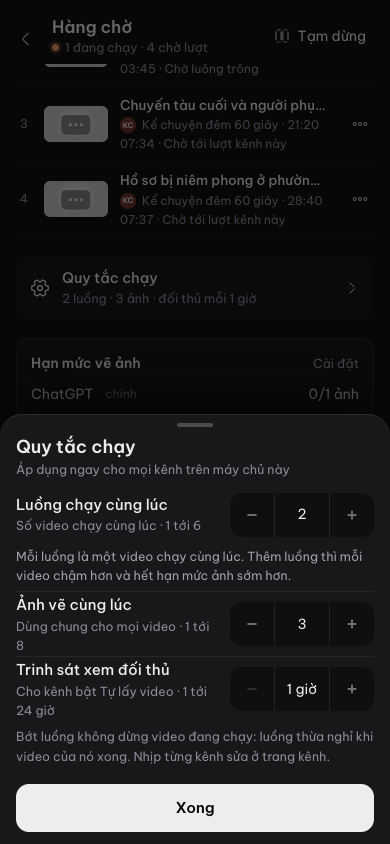 Hàng chờ
1 đang chạy · 4 chờ lượt
Tạm dừng
03:45 · Chờ luồng trống
3
Chuyến tàu cuối và người phụ...
KC Kể chuyện đêm 60 giây · 21:20
07:34 · Chờ tới lượt kênh này
4
Hồ sơ bị niêm phong ở phườn...
KC Kể chuyện đêm 60 giây · 28:40
07:37 · Chờ tới lượt kênh này
Quy tắc chạy
2 luồng · 3 ảnh · đối thủ mỗi 1 giờ
Hạn mức vẽ ảnh
Cài đặt
ChatGPT chính
0/1 ảnh
Quy tắc chạy
Áp dụng ngay cho mọi kênh trên máy chủ này
Luồng chạy cùng lúc
Số video chạy cùng lúc · 1 tới 6
− 2 +
Mỗi luồng là một video chạy cùng lúc. Thêm luồng thì mỗi
video chậm hơn và hết hạn mức ảnh sớm hơn.
Ảnh vẽ cùng lúc
Dùng chung cho mọi video · 1 tới
8
− 3 +
Trinh sát xem đối thủ
Cho kênh bật Tự lấy video · 1 tới
24 giờ
− 1 giờ +
Bớt luồng không dừng video đang chạy: luồng thừa nghỉ khi
video của nó xong. Nhịp từng kênh sửa ở trang kênh.
Xong